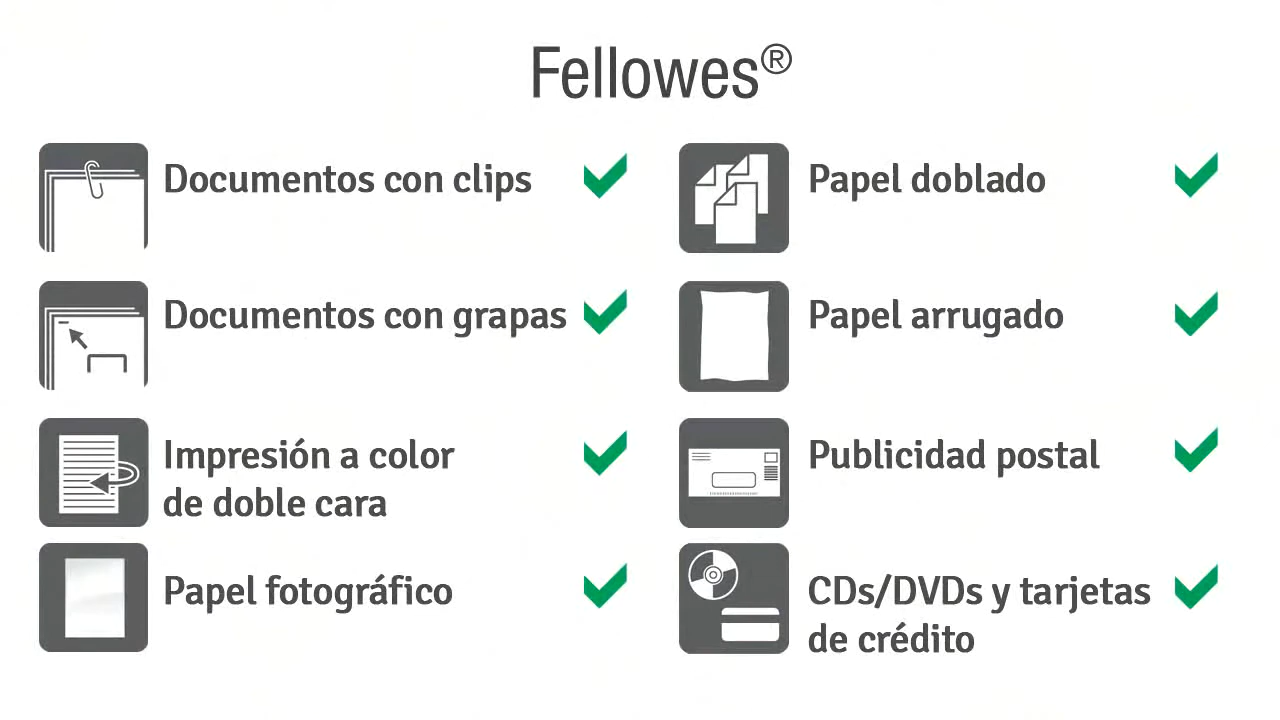 Fellowes®
Documentos con clips
Documentos con grapas
Impresión a color
de doble cara
Papel fotográfico
Papel doblado
Papel arrugado
Publicidad postal
CDs/DVDs y tarjetas
de crédito